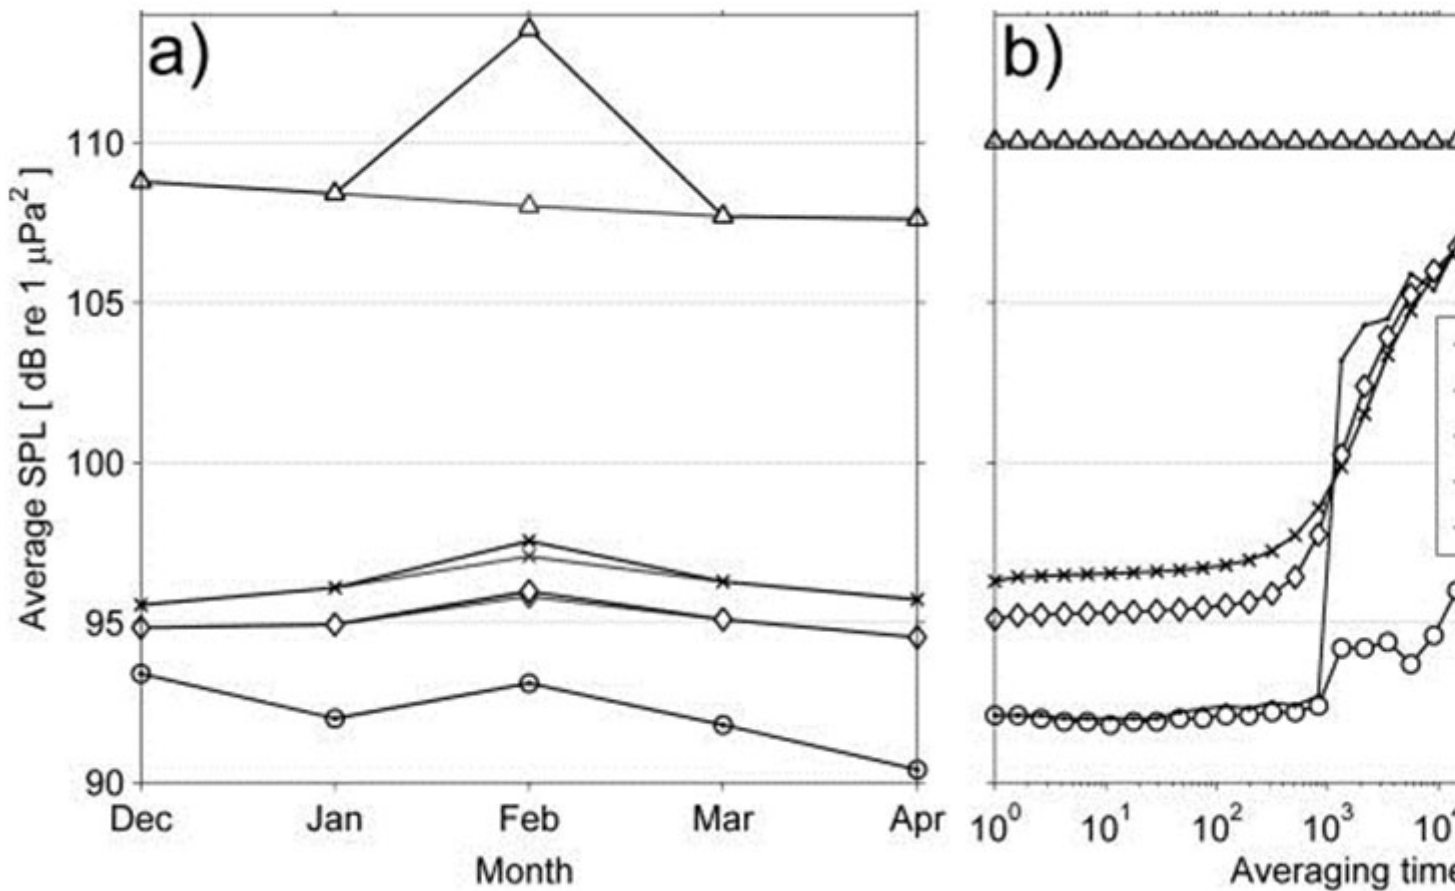 a)
b)
Average SPL [ dB re 1 μPa² ]
110
105
100
95
90
Dec Jan Feb Mar Apr
Month
10⁰ 10¹ 10² 10³ 10⁴
Averaging time